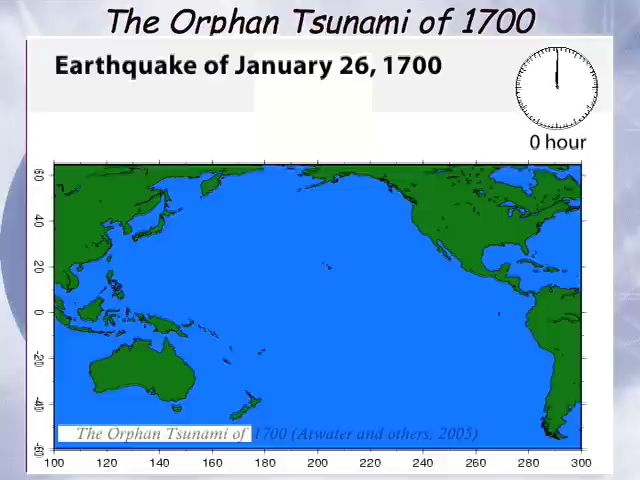 The Orphan Tsunami of 1700
Earthquake of January 26, 1700
0 hour
60
40
20
0
-20
-40
-60
The Orphan Tsunami of 1700 (Atwater and others, 2005)
100 120 140 160 180 200 220 240 260 280 300